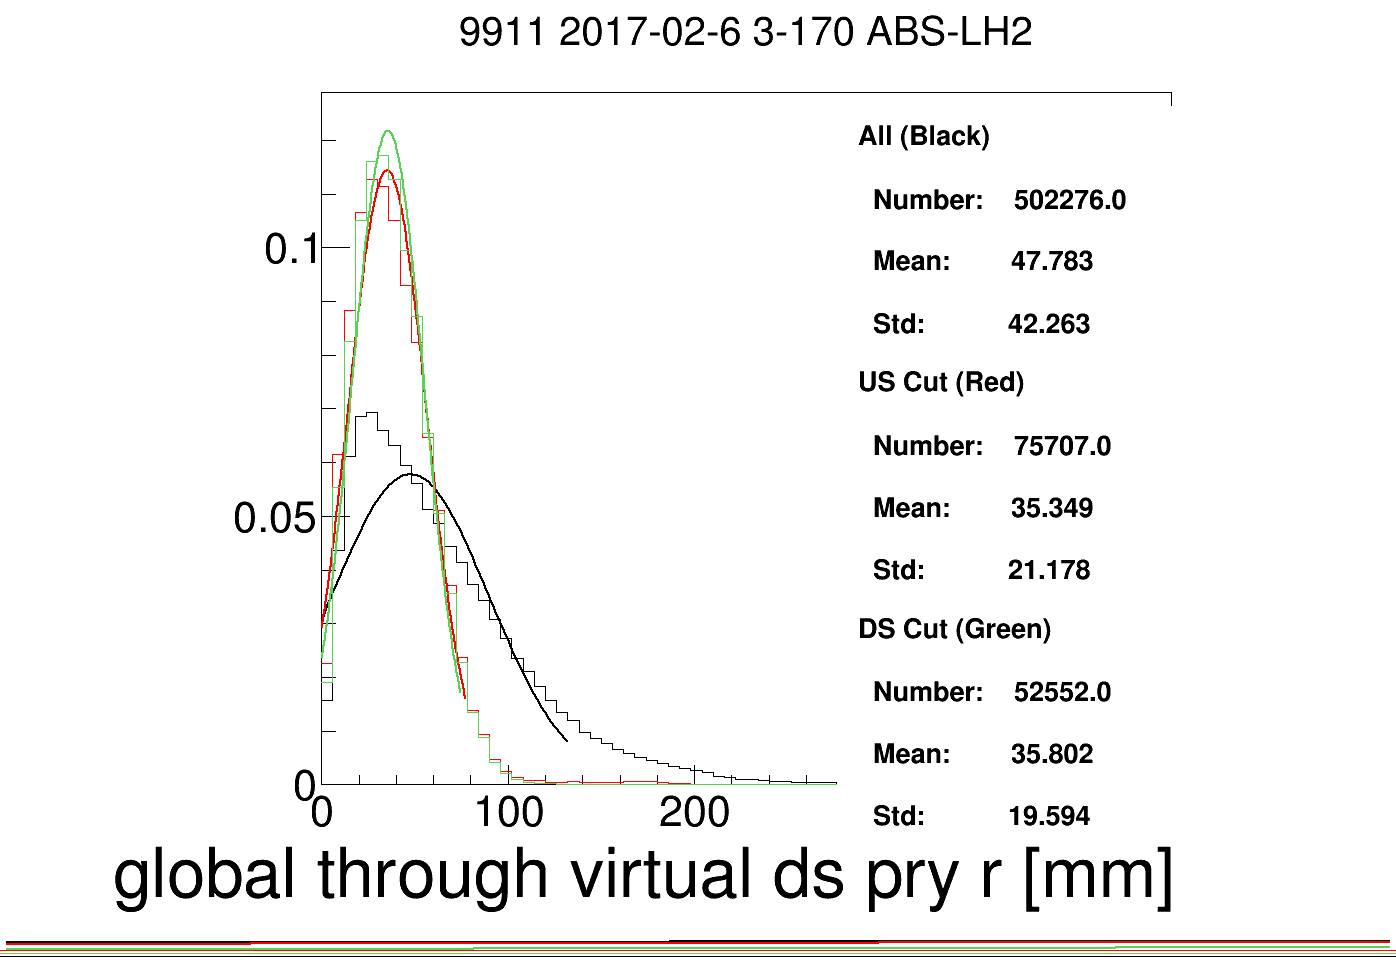 9911 2017-02-6 3-170 ABS-LH2
All (Black)
Number: 502276.0
Mean: 47.783
Std: 42.263
US Cut (Red)
Number: 75707.0
Mean: 35.349
Std: 21.178
DS Cut (Green)
Number: 52552.0
Mean: 35.802
Std: 19.594
0.1
0.05
0
0 100 200
global through virtual ds pry r [mm]